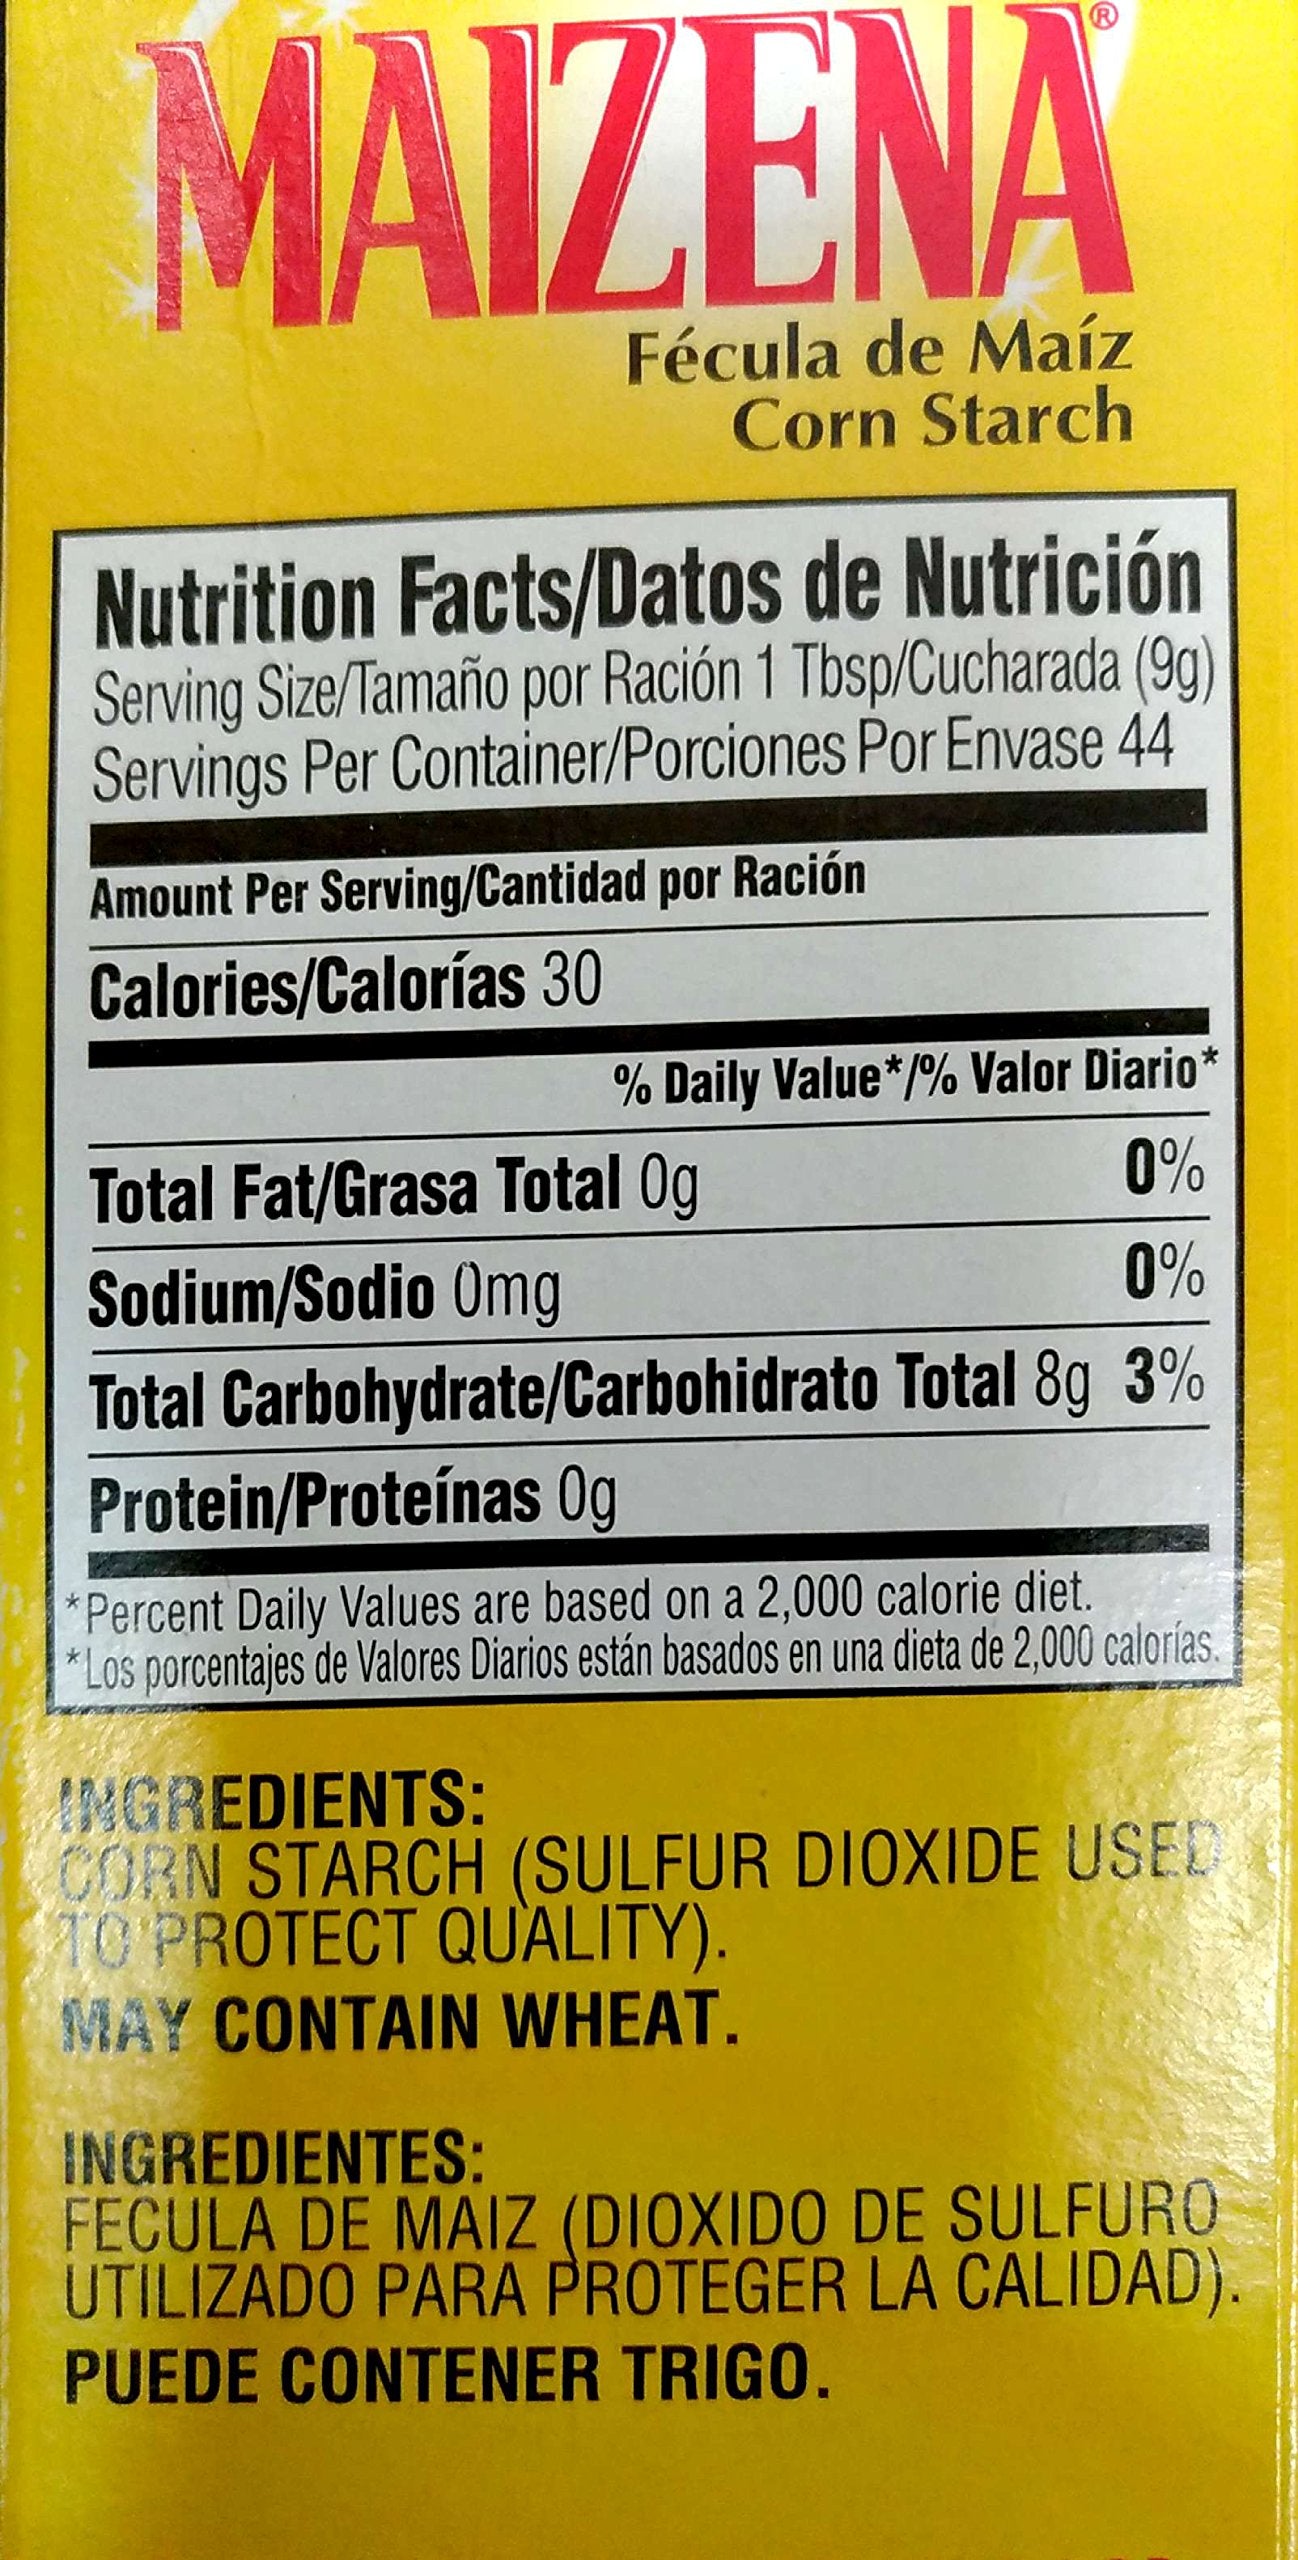 MAIZENA®
Fécula de Maíz
Corn Starch
Nutrition Facts/Datos de Nutrición
Serving Size/Tamaño por Ración 1 Tbsp/Cucharada (9g)
Servings Per Container/Porciones Por Envase 44
Amount Per Serving/Cantidad por Ración
Calories/Calorías 30
% Daily Value*/% Valor Diario*
Total Fat/Grasa Total 0g 0%
Sodium/Sodio 0mg 0%
Total Carbohydrate/Carbohidrato Total 8g 3%
Protein/Proteínas 0g
*Percent Daily Values are based on a 2,000 calorie diet.
*Los porcentajes de Valores Diarios están basados en una dieta de 2,000 calorías.
INGREDIENTS:
CORN STARCH (SULFUR DIOXIDE USED
TO PROTECT QUALITY).
MAY CONTAIN WHEAT.
INGREDIENTES:
FECULA DE MAIZ (DIOXIDO DE SULFURO
UTILIZADO PARA PROTEGER LA CALIDAD).
PUEDE CONTENER TRIGO.